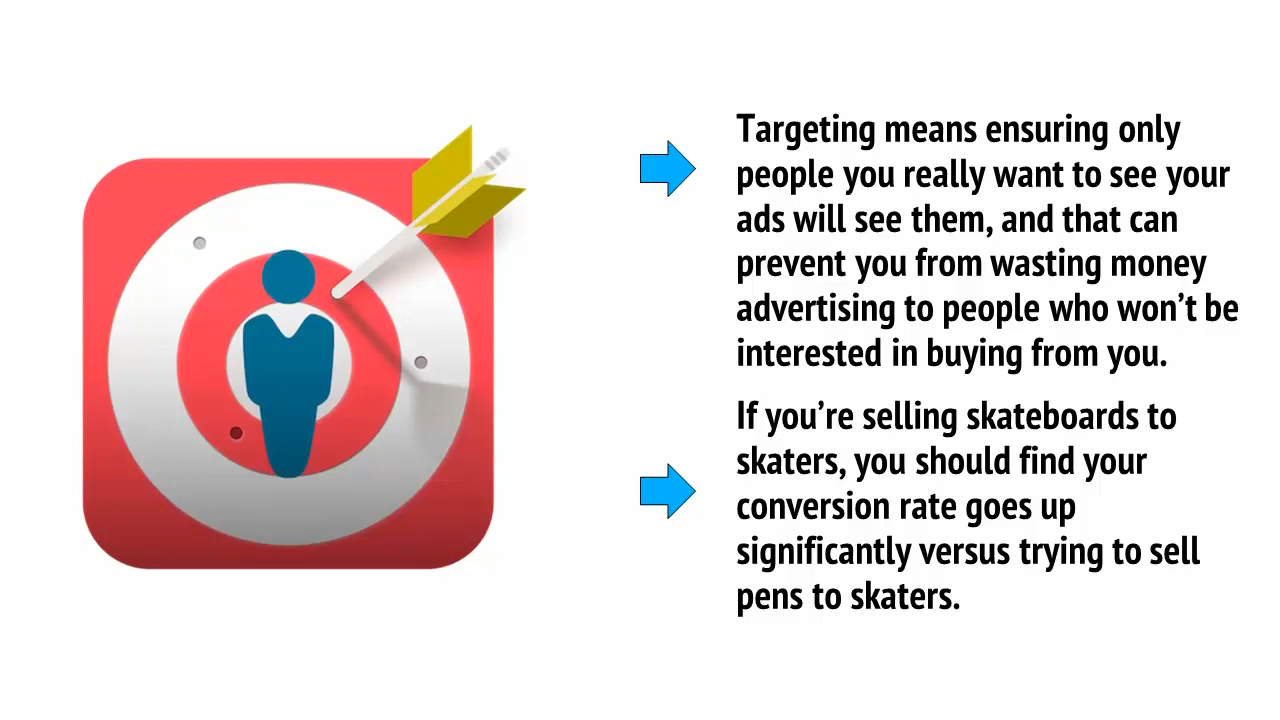 Targeting means ensuring only
people you really want to see your
ads will see them, and that can
prevent you from wasting money
advertising to people who won’t be
interested in buying from you.
If you’re selling skateboards to
skaters, you should find your
conversion rate goes up
significantly versus trying to sell
pens to skaters.